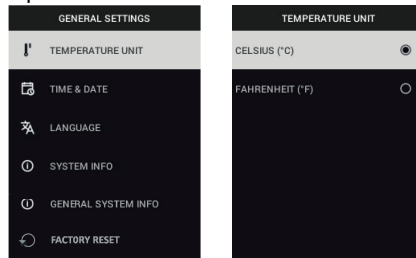 GENERAL SETTINGS
TEMPERATURE UNIT
TIME & DATE
LANGUAGE
SYSTEM INFO
GENERAL SYSTEM INFO
FACTORY RESET
TEMPERATURE UNIT
CELSIUS (°C)
FAHRENHEIT (°F)